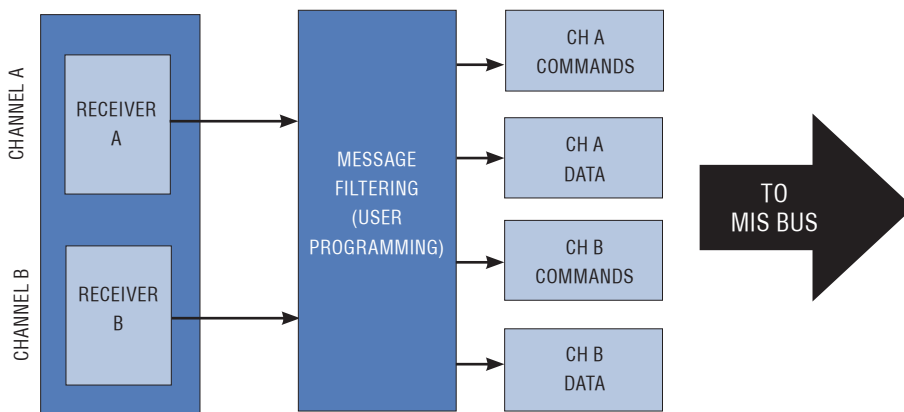 CHANNEL A
RECEIVER
A
CHANNEL B
RECEIVER
B
MESSAGE
FILTERING
(USER
PROGRAMMING)
CH A
COMMANDS
CH A
DATA
CH B
COMMANDS
CH B
DATA
TO
MIS BUS